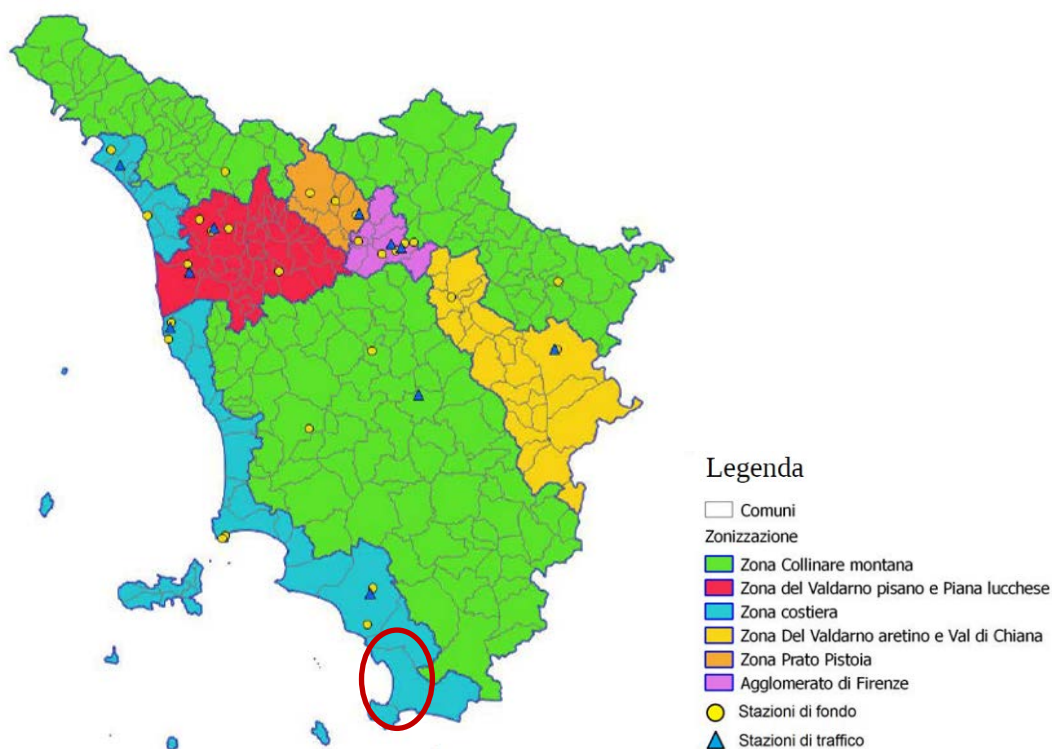 Legenda
Comuni
Zonizzazione
Zona Collinare montana
Zona del Valdarno pisano e Piana lucchese
Zona costiera
Zona Del Valdarno aretino e Val di Chiana
Zona Prato Pistoia
Agglomerato di Firenze
Stazioni di fondo
Stazioni di traffico